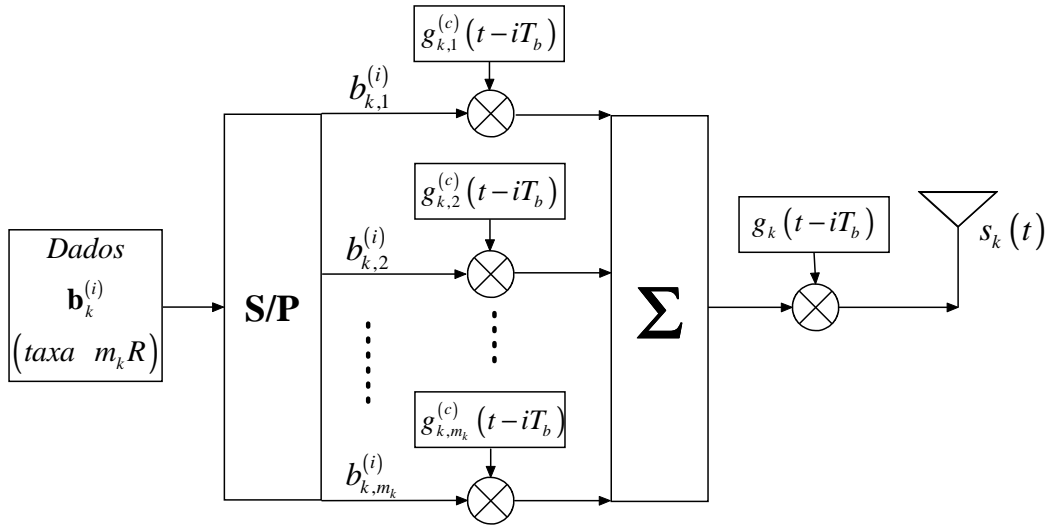 g_{k,1}^{(c)}(t-iT_b)
b_{k,1}^{(i)}
g_{k,2}^{(c)}(t-iT_b)
b_{k,2}^{(i)}
g_k(t-iT_b)
s_k(t)
Dados
b_k^{(i)}
(taxa m_kR)
S/P
Σ
g_{k,m_k}^{(c)}(t-iT_b)
b_{k,m_k}^{(i)}